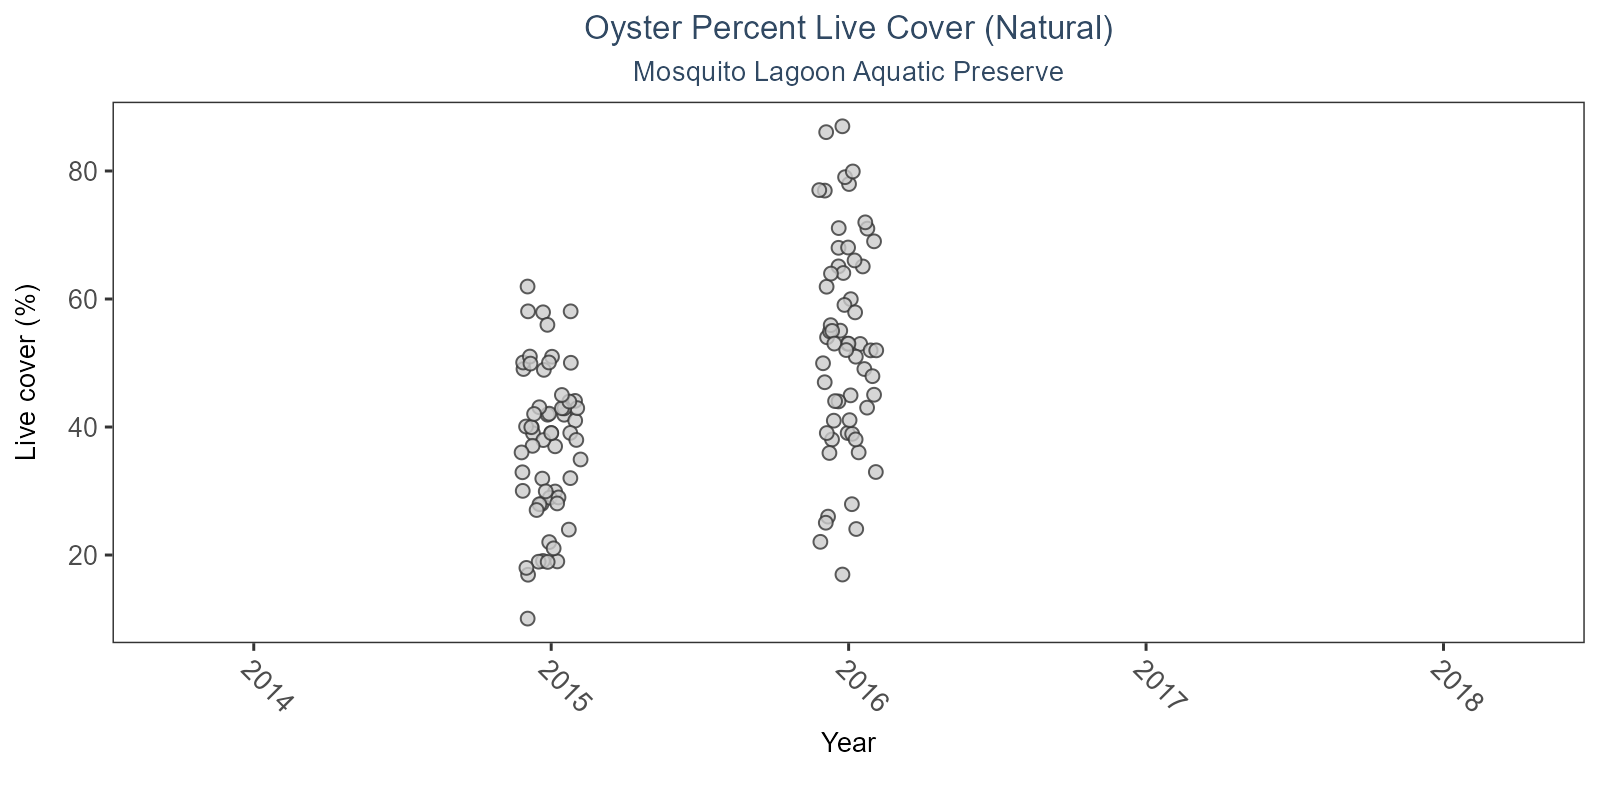 Oyster Percent Live Cover (Natural)
Mosquito Lagoon Aquatic Preserve
Live cover (%)
80
60
40
20
2014
2015
2016
2017
2018
Year